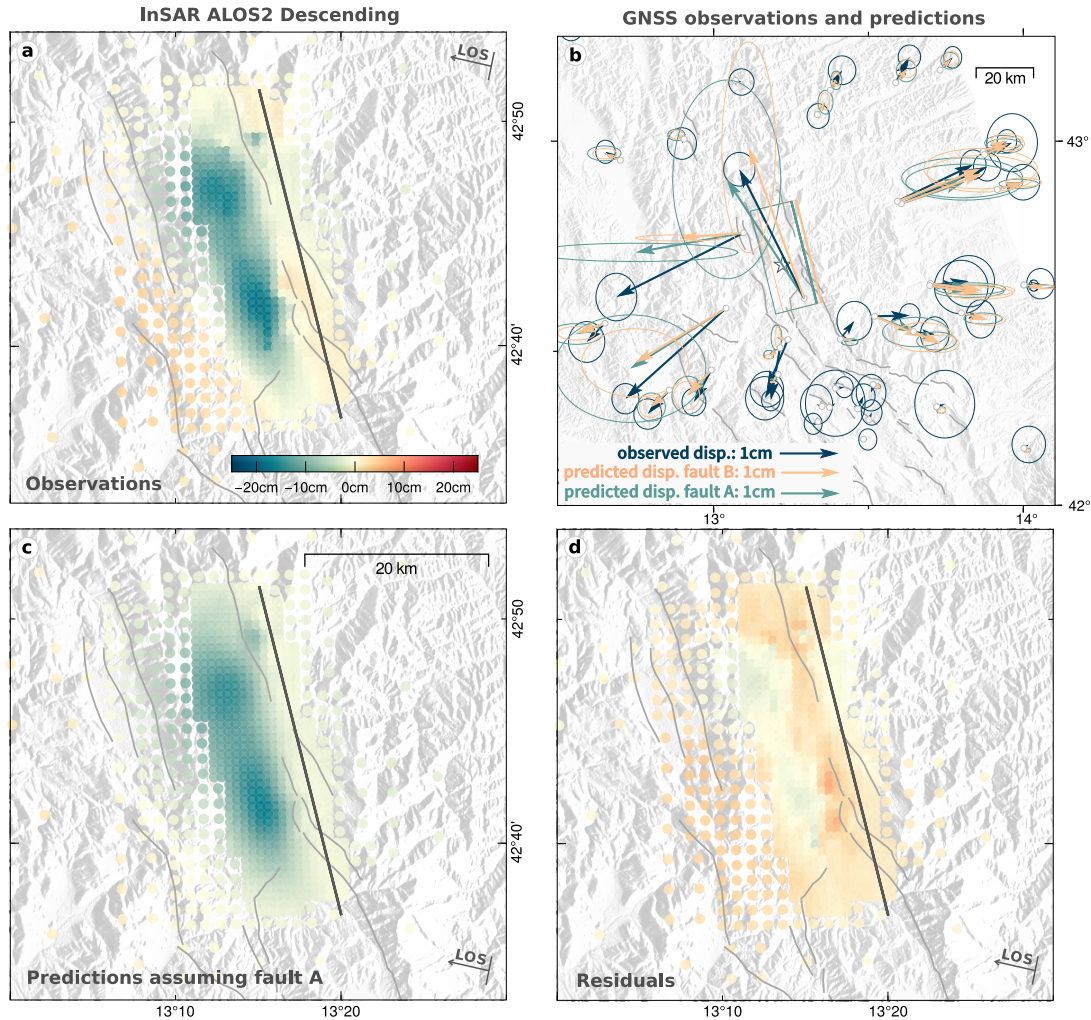 InSAR ALOS2 Descending
GNSS observations and predictions
a
LOS
42°50
42°40'
Observations
−20cm −10cm 0cm 10cm 20cm
b
20 km
43°
42°
observed disp.: 1cm
predicted disp. fault B: 1cm
predicted disp. fault A: 1cm
13° 14°
c
20 km
42°50
42°40'
LOS
Predictions assuming fault A
13°10 13°20
d
LOS
Residuals
13°10 13°20